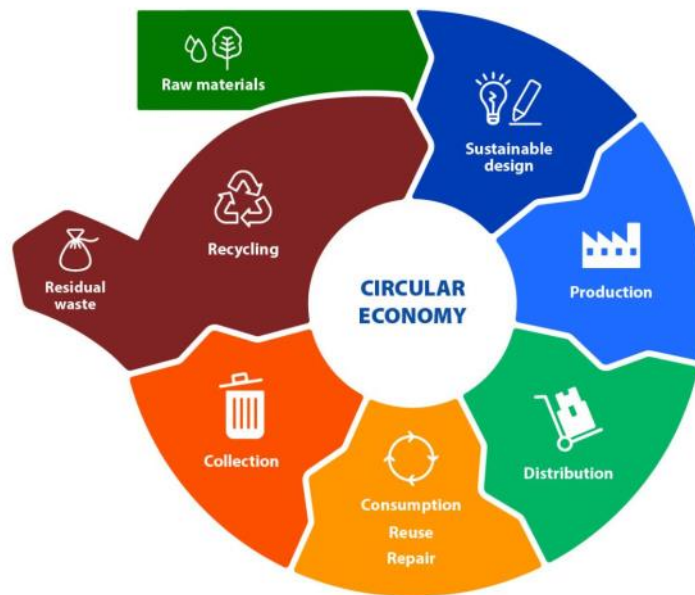 Raw materials
Sustainable
design
Production
Distribution
Consumption
Reuse
Repair
Collection
Recycling
Residual
waste
CIRCULAR
ECONOMY